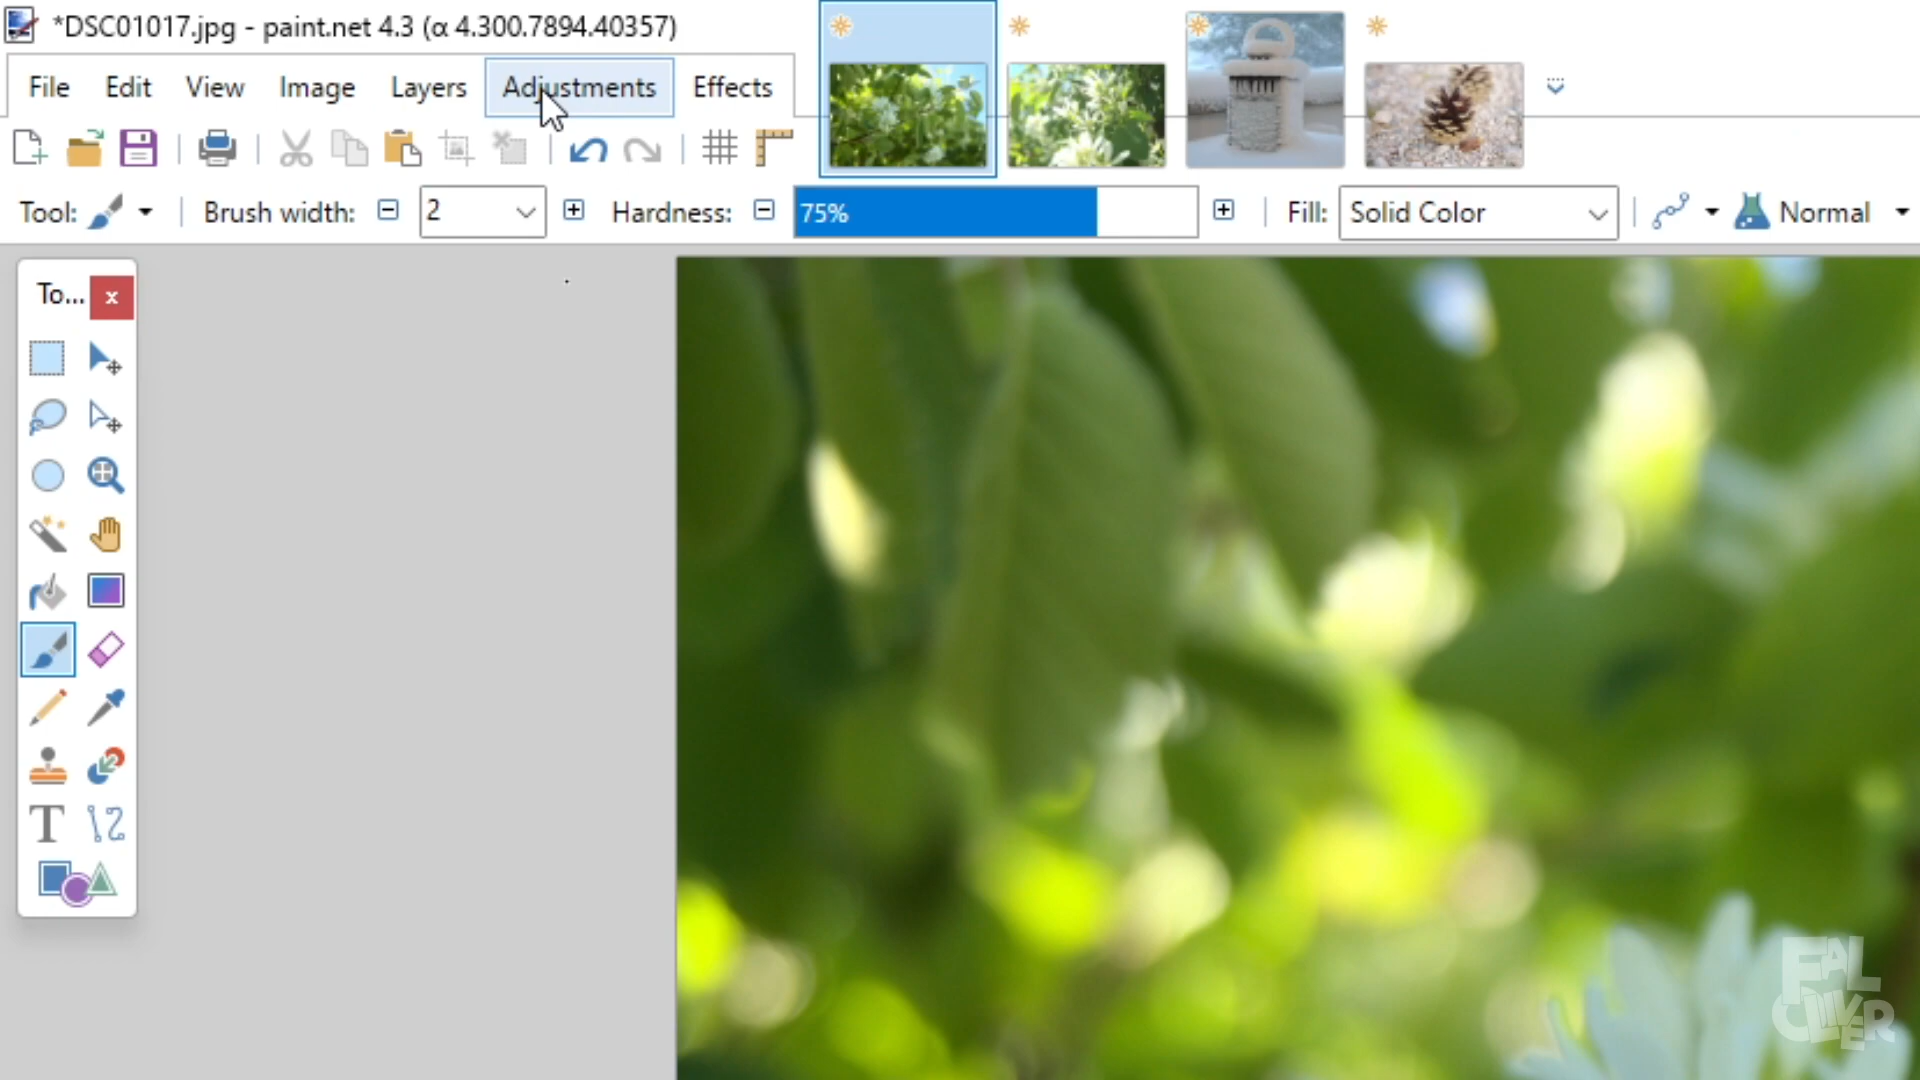 *DSC01017.jpg - paint.net 4.3 (α 4.300.7894.40357)
File Edit View Image Layers Adjustments Effects
Tool: Brush width: 2 Hardness: 75% Fill: Solid Color Normal
To... x
T
FALCLIVER